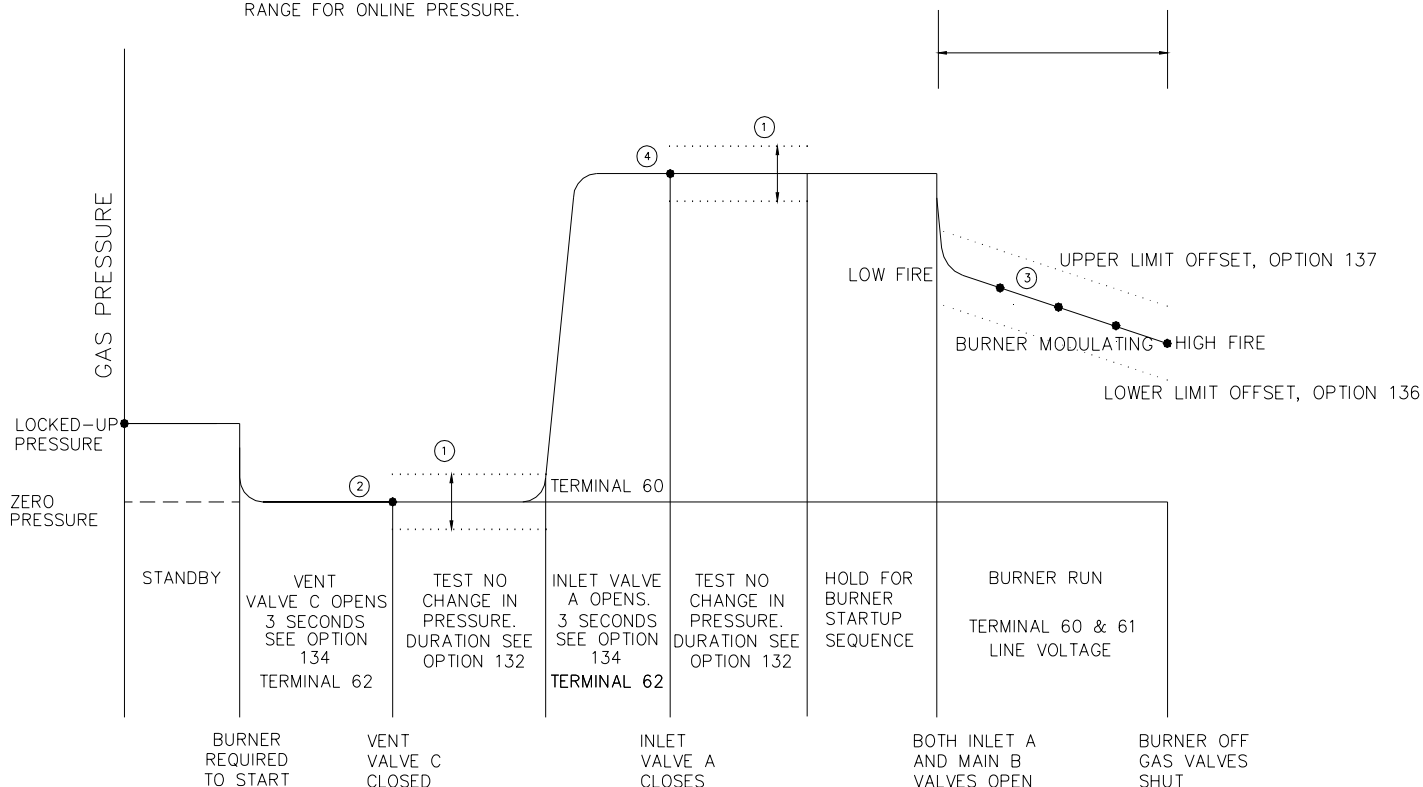 RANGE FOR ONLINE PRESSURE.
GAS PRESSURE
1
4
LOW FIRE
UPPER LIMIT OFFSET, OPTION 137
3
BURNER MODULATING
HIGH FIRE
LOWER LIMIT OFFSET, OPTION 136
LOCKED-UP
PRESSURE
1
2
TERMINAL 60
ZERO
PRESSURE
STANDBY
VENT
VALVE C OPENS
3 SECONDS
SEE OPTION
134
TERMINAL 62
TEST NO
CHANGE IN
PRESSURE.
DURATION SEE
OPTION 132
INLET VALVE
A OPENS.
3 SECONDS
SEE OPTION
134
TERMINAL 62
TEST NO
CHANGE IN
PRESSURE.
DURATION SEE
OPTION 132
HOLD FOR
BURNER
STARTUP
SEQUENCE
BURNER RUN
TERMINAL 60 & 61
LINE VOLTAGE
BURNER
REQUIRED
TO START
VENT
VALVE C
CLOSED
INLET
VALVE A
CLOSES
BOTH INLET A
AND MAIN B
VALVES OPEN
BURNER OFF
GAS VALVES
SHUT